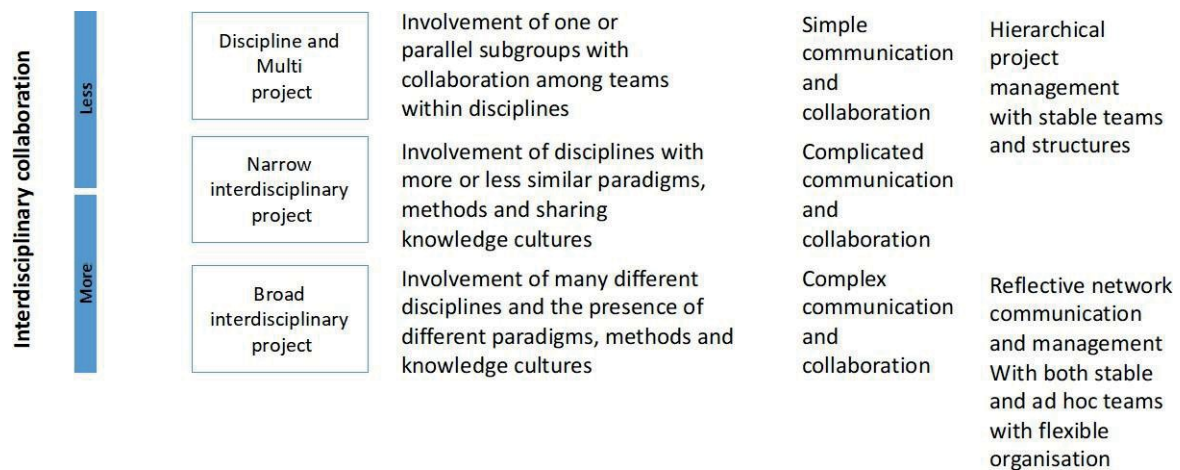 Interdisciplinary collaboration
Less
More
Discipline and
Multi
project
Involvement of one or
parallel subgroups with
collaboration among teams
within disciplines
Simple
communication
and
collaboration
Hierarchical
project
management
with stable teams
and structures
Narrow
interdisciplinary
project
Involvement of disciplines with
more or less similar paradigms,
methods and sharing
knowledge cultures
Complicated
communication
and
collaboration
Broad
interdisciplinary
project
Involvement of many different
disciplines and the presence of
different paradigms, methods and
knowledge cultures
Complex
communication
and
collaboration
Reflective network
communication
and management
With both stable
and ad hoc teams
with flexible
organisation